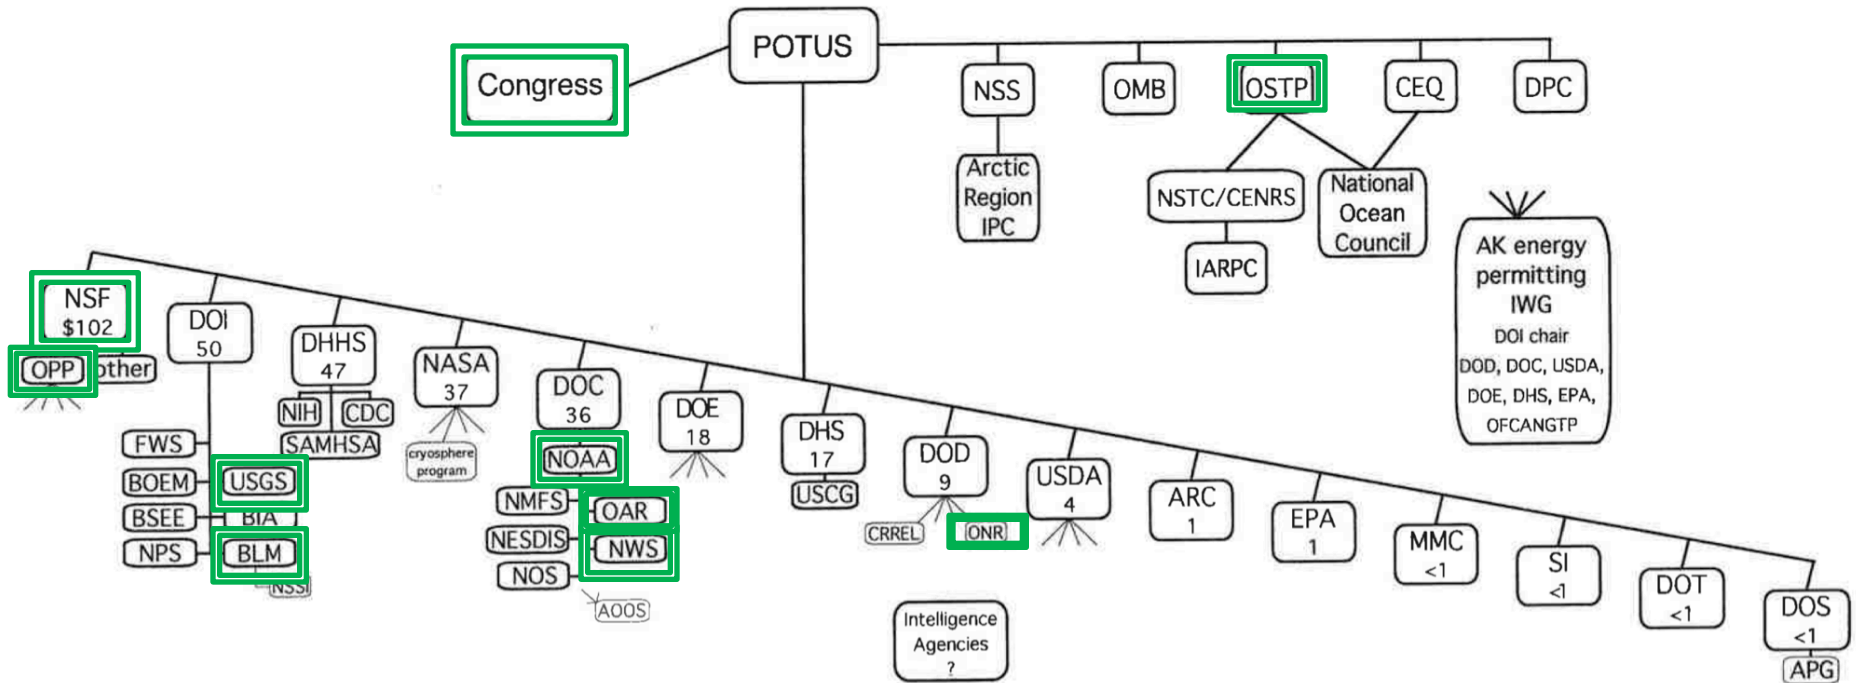 POTUS
Congress
NSS
OMB
OSTP
CEQ
DPC
Arctic
Region
IPC
NSTC/CENRS
National
Ocean
Council
IARPC
AK energy
permitting
IWG
DOI chair
DOD, DOC, USDA,
DOE, DHS, EPA,
OFCANGTP
NSF
$102
OPP
other
DOI
50
FWS
BOEM
USGS
BSEE
BIA
NPS
BLM
NSSI
DHHS
47
NIH
CDC
SAMHSA
NASA
37
cryosphere
program
DOC
36
NOAA
NMFS
OAR
NESDIS
NWS
NOS
AOOS
DOE
18
DHS
17
USCG
DOD
9
CRREL
ONR
USDA
4
ARC
1
EPA
1
MMC
<1
SI
<1
DOT
<1
DOS
<1
APG
Intelligence
Agencies
?